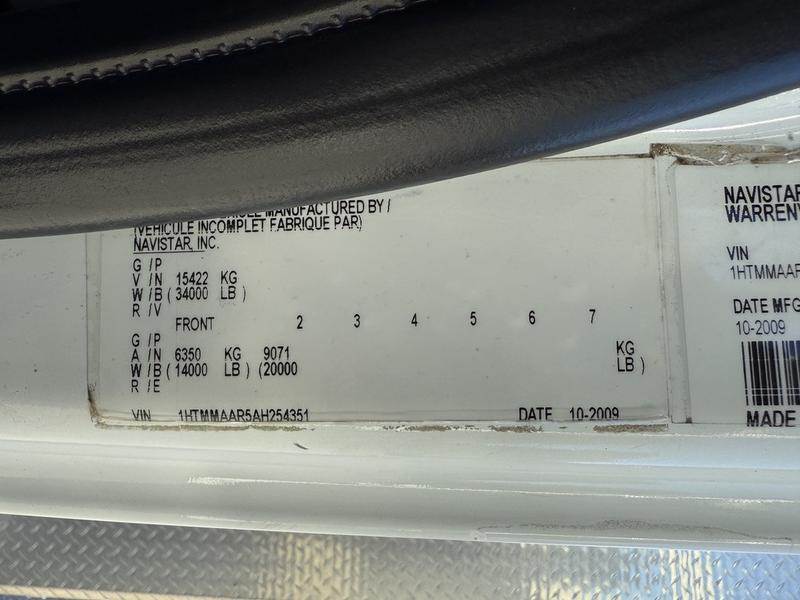 MANUFACTURED BY /
(VEHICULE INCOMPLET FABRIQUE PAR)
NAVISTAR, INC.
G / P
V / N 15422 KG
W / B ( 34000 LB )
R / V
FRONT 2 3 4 5 6 7
G / P
A / N 6350 KG 9071 KG
W / B ( 14000 LB ) (20000 LB )
R / E
VIN 1HTMMAAR5AH254351 DATE 10-2009
NAVISTAR
WARREN
VIN
1HTMMAAR
DATE MFG
10-2009
MADE